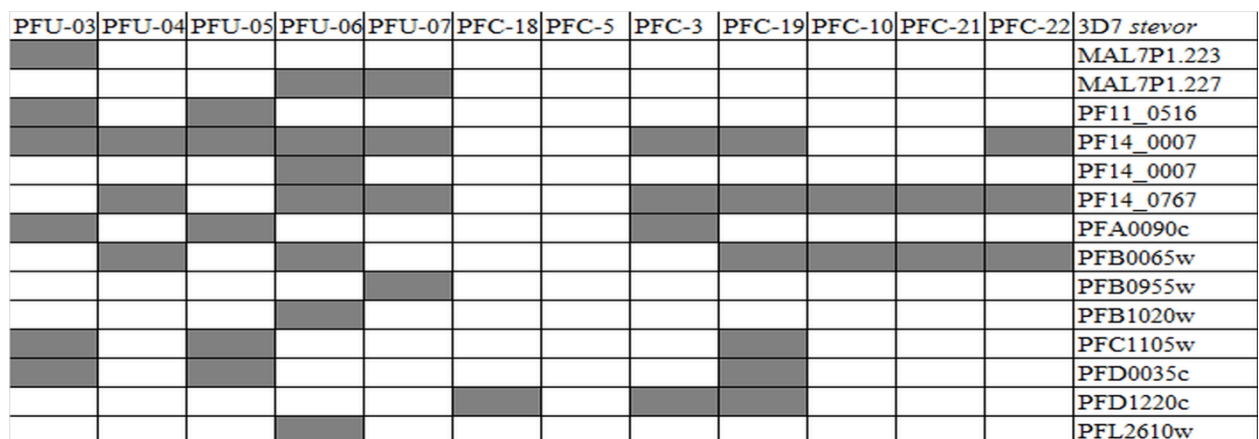 PFU-03 PFU-04 PFU-05 PFU-06 PFU-07 PFC-18 PFC-5 PFC-3 PFC-19 PFC-10 PFC-21 PFC-22 3D7 stevor
MAL7P1.223
MAL7P1.227
PF11_0516
PF14_0007
PF14_0007
PF14_0767
PFA0090c
PFB0065w
PFB0955w
PFB1020w
PFC1105w
PFD0035c
PFD1220c
PFL2610w